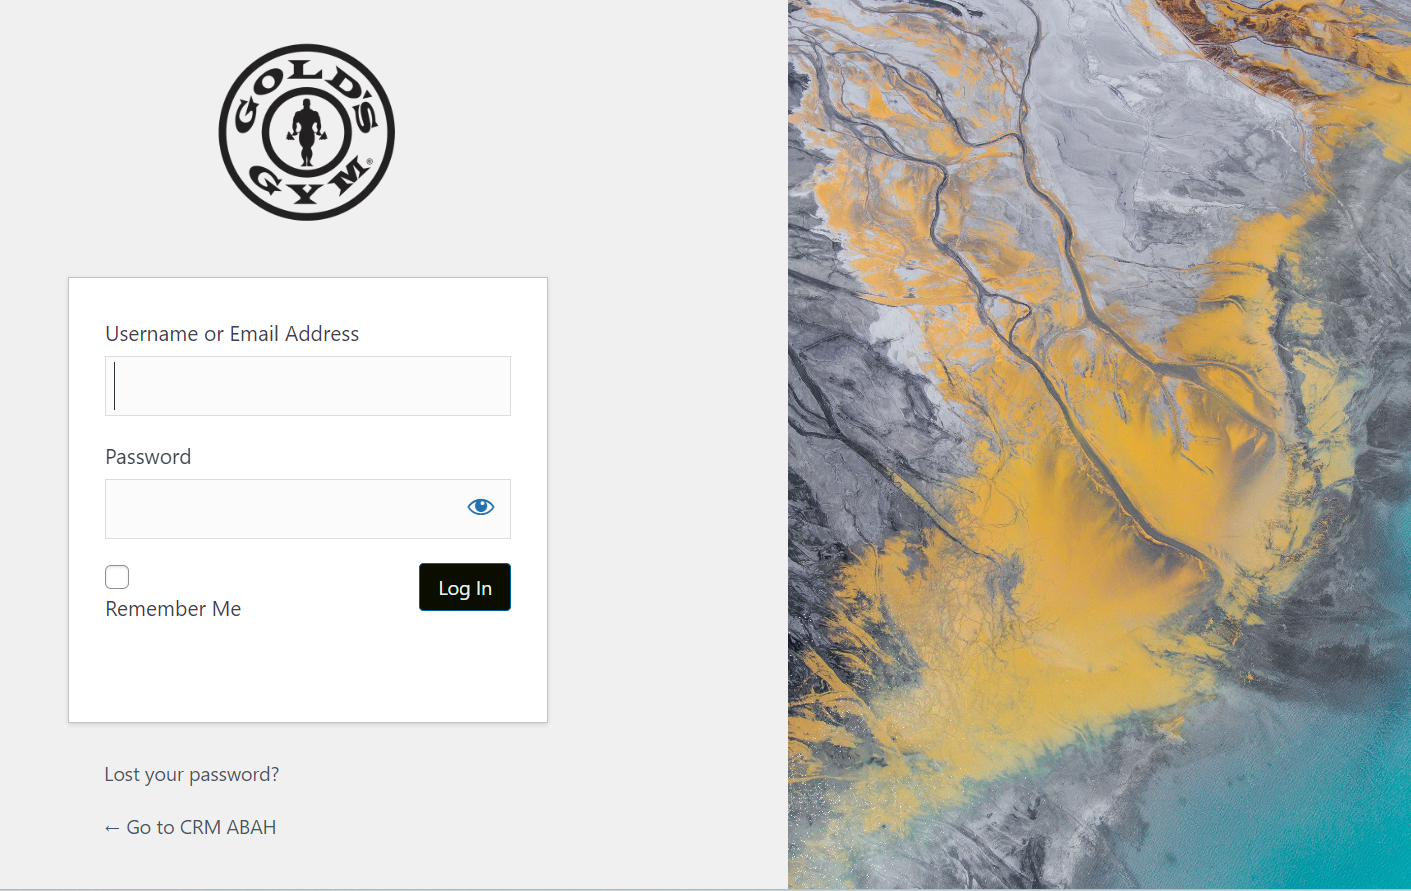 GOLD'S
GYM®
Username or Email Address
Password
Remember Me
Log In
Lost your password?
← Go to CRM ABAH